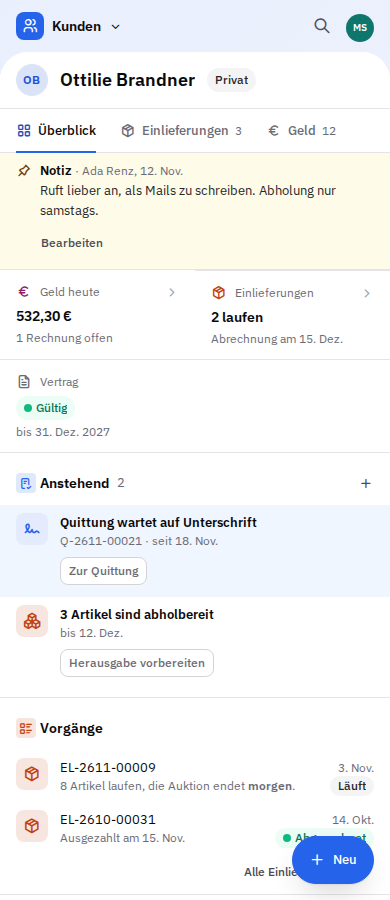 Kunden
MS
OB Ottilie Brandner Privat
Überblick Einlieferungen 3 Geld 12
Notiz · Ada Renz, 12. Nov.
Ruft lieber an, als Mails zu schreiben. Abholung nur
samstags.
Bearbeiten
Geld heute
532,30 €
1 Rechnung offen
Einlieferungen
2 laufen
Abrechnung am 15. Dez.
Vertrag
Gültig
bis 31. Dez. 2027
Anstehend 2
Quittung wartet auf Unterschrift
Q-2611-00021 · seit 18. Nov.
Zur Quittung
3 Artikel sind abholbereit
bis 12. Dez.
Herausgabe vorbereiten
Vorgänge
EL-2611-00009 3. Nov.
8 Artikel laufen, die Auktion endet morgen. Läuft
EL-2610-00031 14. Okt.
Ausgezahlt am 15. Nov.
Alle
Neu